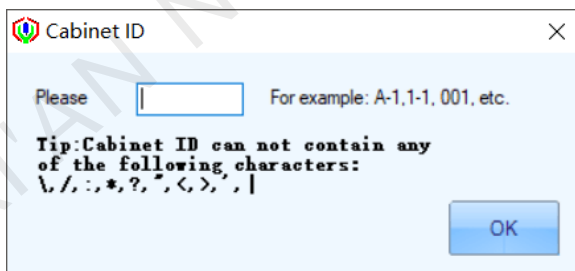 Cabinet ID
Please For example: A-1,1-1, 001, etc.
Tip:Cabinet ID can not contain any
of the following characters:
\,/,:,*,?,",<,>,',|
OK